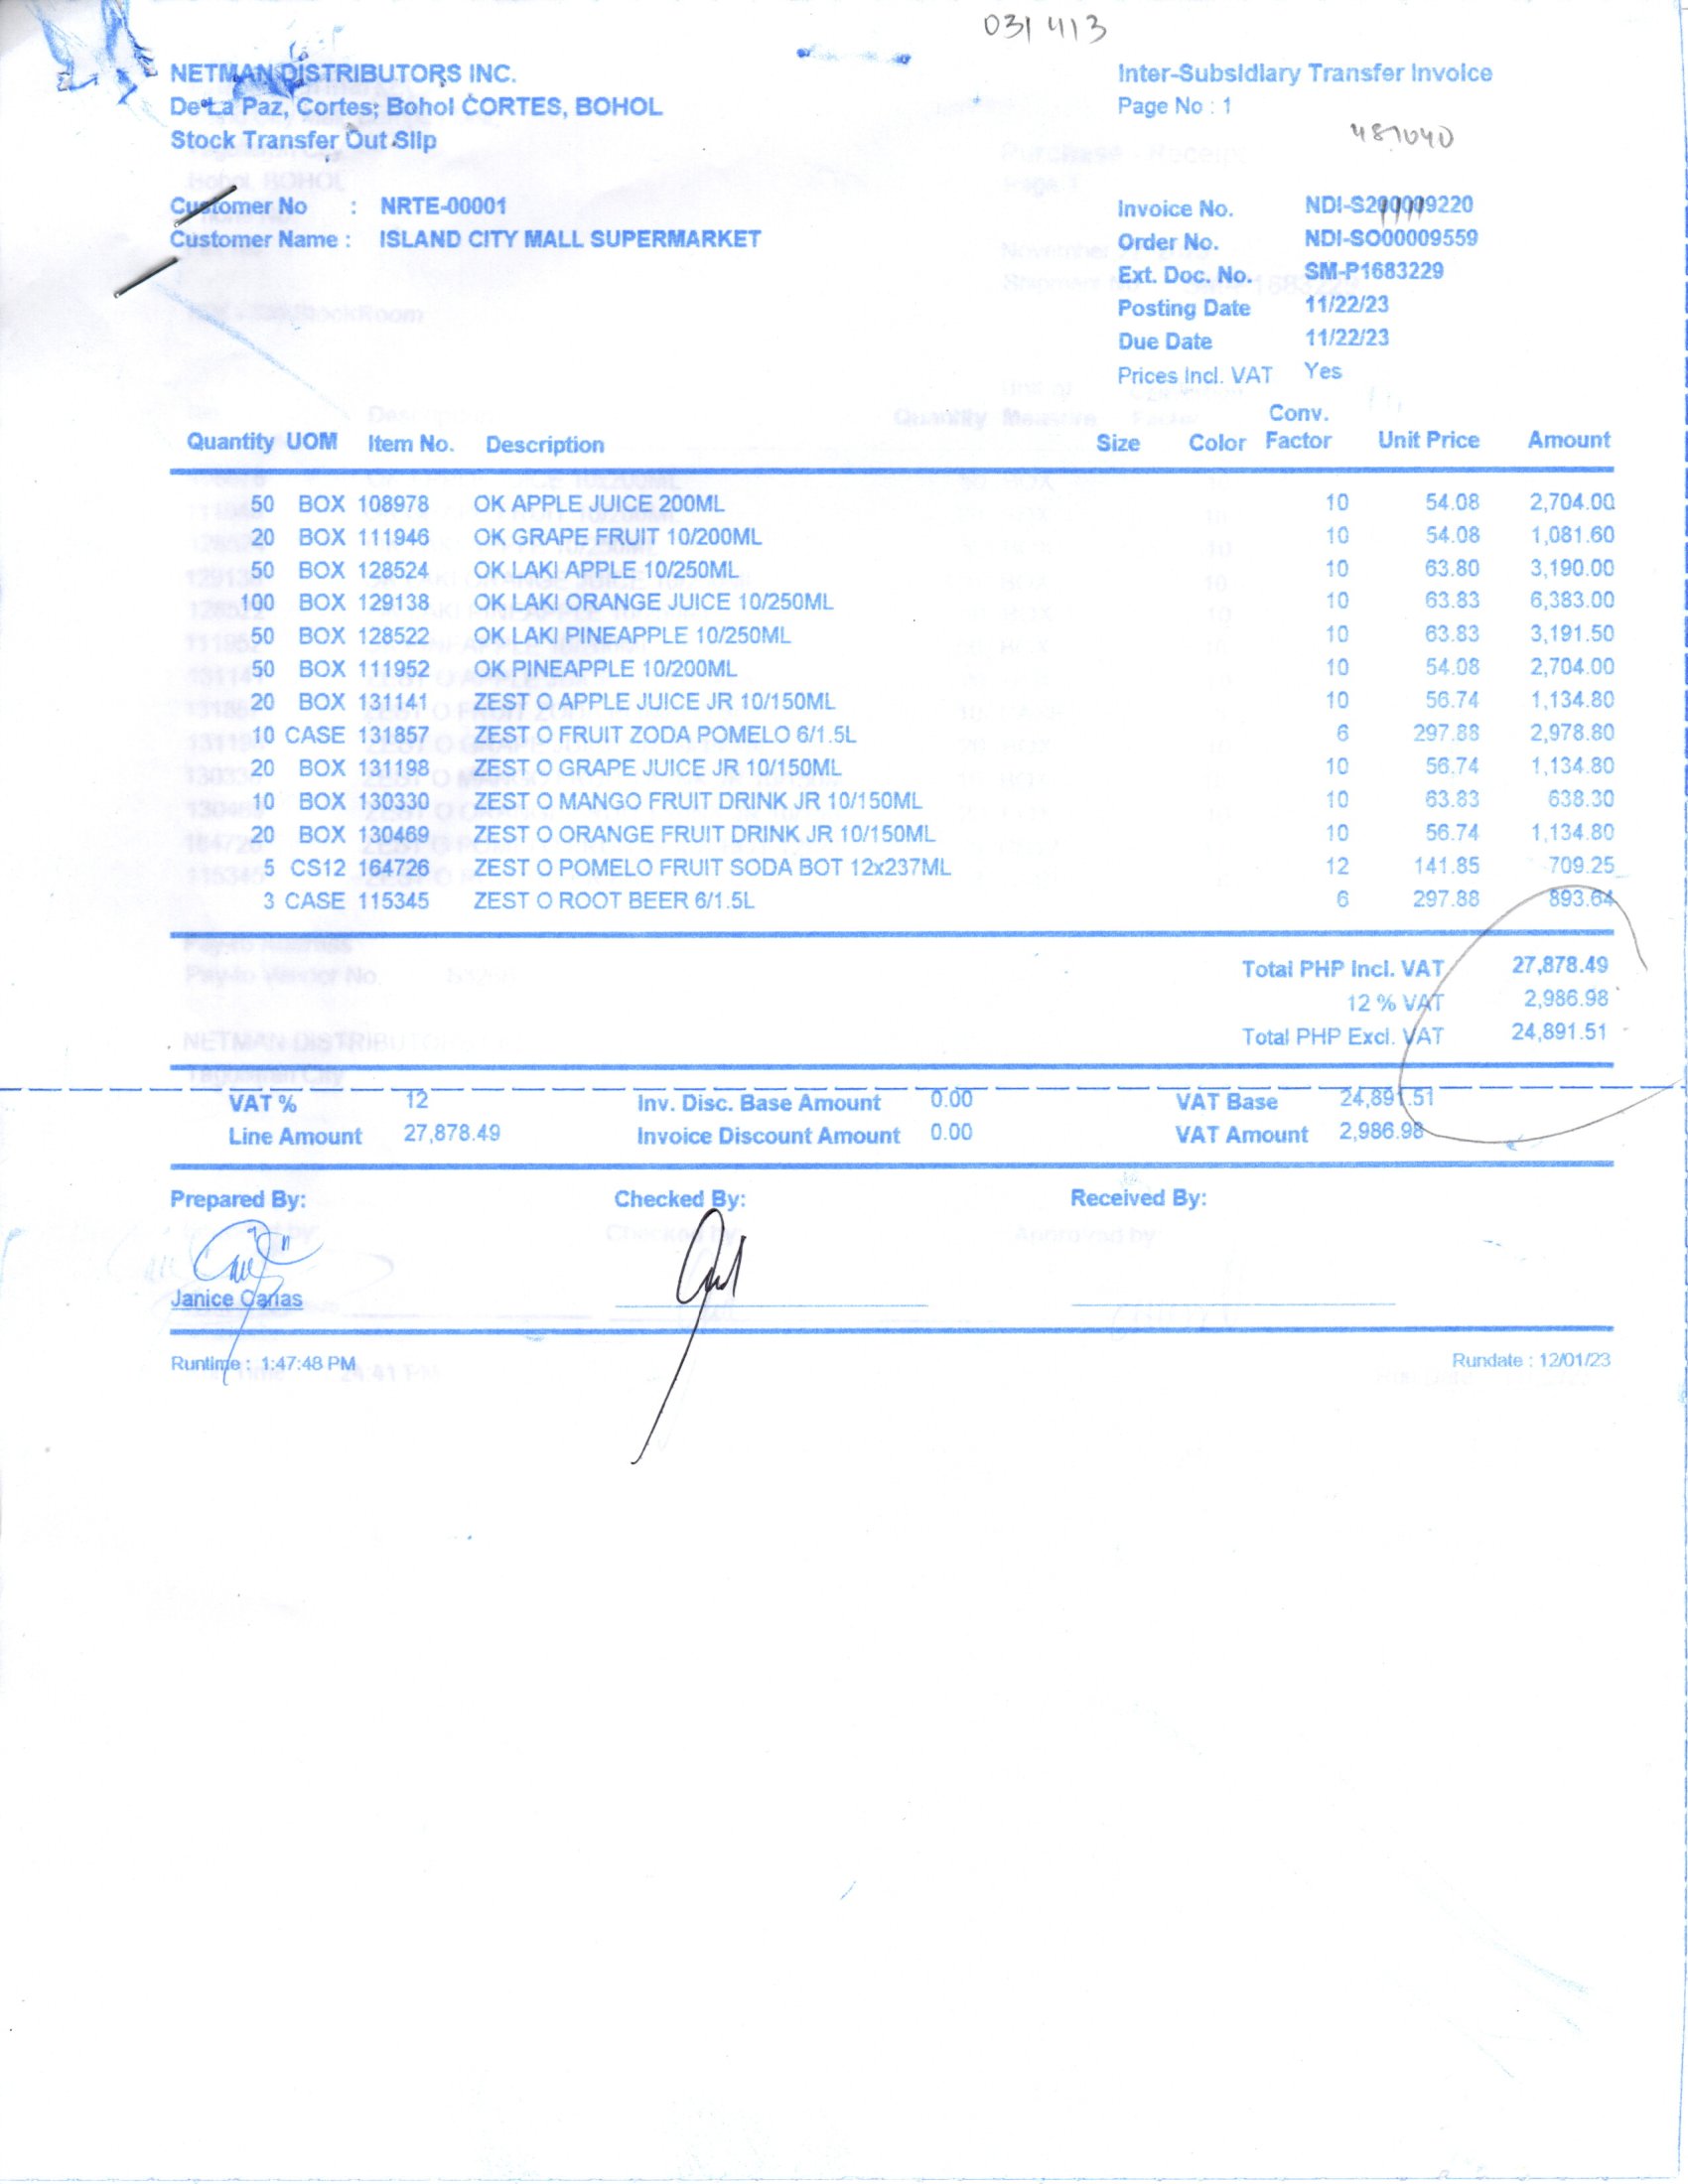 031413
NETMAN DISTRIBUTORS INC.
De La Paz, Cortes; Bohol CORTES, BOHOL
Stock Transfer Out Slip
Inter-Subsidiary Transfer Invoice
Page No : 1
487040
Customer No : NRTE-00001
Customer Name : ISLAND CITY MALL SUPERMARKET
Invoice No.
Order No. NDI-SO00009559
Ext. Doc. No. SM-P1683229
Posting Date 11/22/23
Due Date 11/22/23
Prices Incl. VAT Yes
Quantity UOM Item No. Description Size Color Conv. Factor Unit Price Amount
50 BOX 108978 OK APPLE JUICE 200ML 10 54.08 2,704.00
20 BOX 111946 OK GRAPE FRUIT 10/200ML 10 54.08 1,081.60
50 BOX 128524 OK LAKI APPLE 10/250ML 10 63.80 3,190.00
100 BOX 129138 OK LAKI ORANGE JUICE 10/250ML 10 63.83 6,383.00
50 BOX 128522 OK LAKI PINEAPPLE 10/250ML 10 63.83 3,191.50
50 BOX 111952 OK PINEAPPLE 10/200ML 10 54.08 2,704.00
20 BOX 131141 ZEST O APPLE JUICE JR 10/150ML 10 56.74 1,134.80
10 CASE 131857 ZEST O FRUIT ZODA POMELO 6/1.5L 6 297.88 2,978.80
20 BOX 131198 ZEST O GRAPE JUICE JR 10/150ML 10 56.74 1,134.80
10 BOX 130330 ZEST O MANGO FRUIT DRINK JR 10/150ML 10 63.83 638.30
20 BOX 130469 ZEST O ORANGE FRUIT DRINK JR 10/150ML 10 56.74 1,134.80
5 CS12 164726 ZEST O POMELO FRUIT SODA BOT 12x237ML 12 141.85 709.25
3 CASE 115345 ZEST O ROOT BEER 6/1.5L 6 297.88 893.64
Total PHP Incl. VAT 27,878.49
12 % VAT 2,986.98
Total PHP Excl. VAT 24,891.51
VAT % 12 Inv. Disc. Base Amount 0.00 VAT Base 24,891.51
Line Amount 27,878.49 Invoice Discount Amount 0.00 VAT Amount 2,986.98
Prepared By: Checked By: Received By:
Janice Canas
Runtime : 1:47:48 PM Rundate : 12/01/23